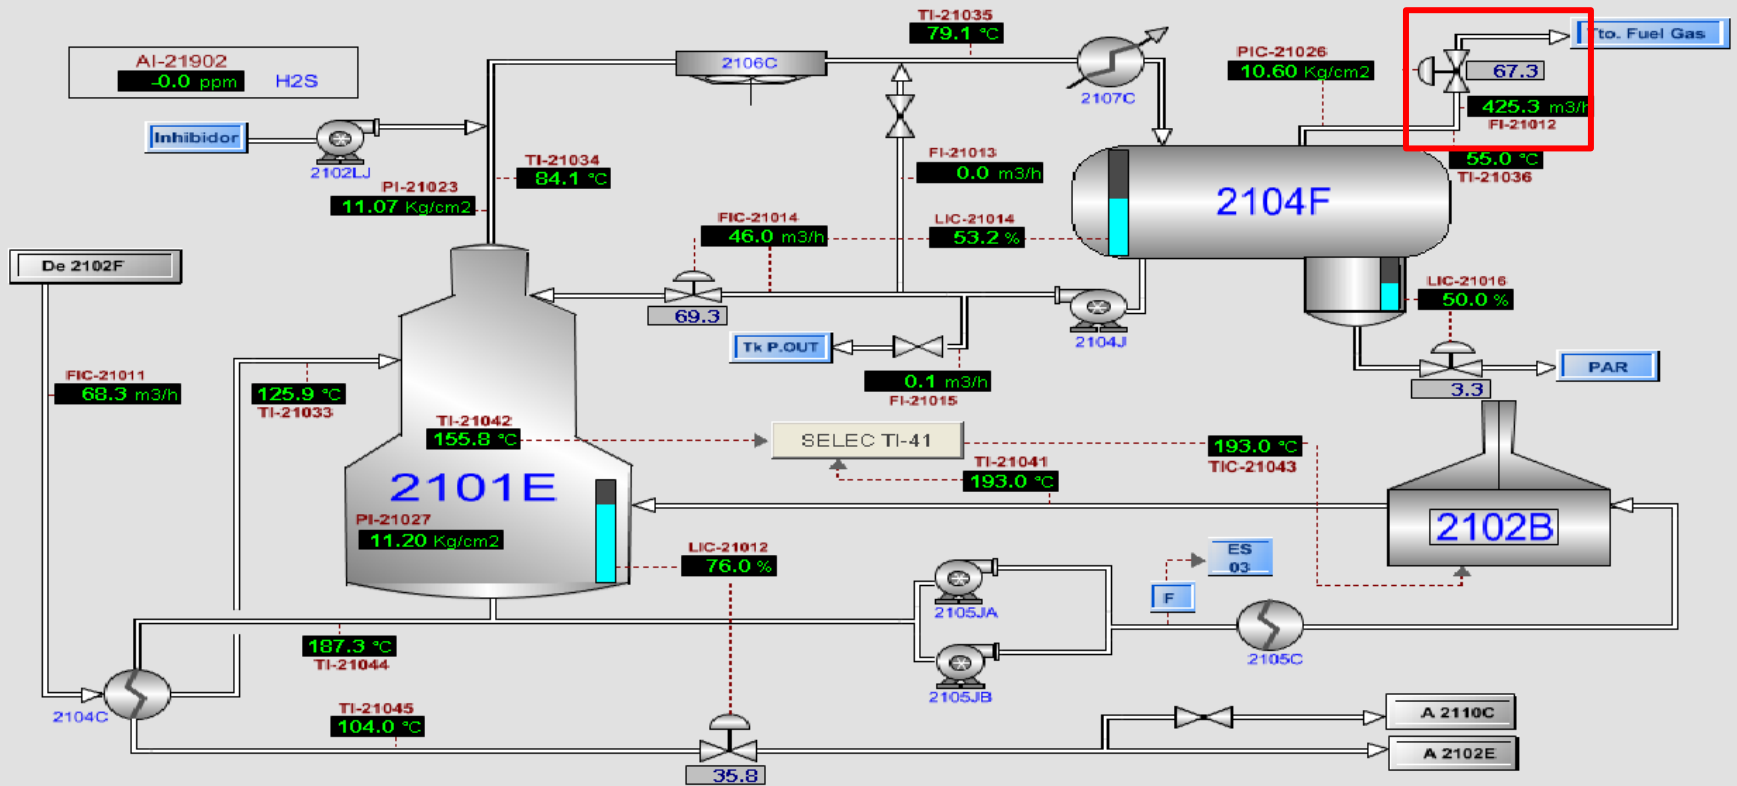 TI-21035
79.1 °C
AI-21902
-0.0 ppm
H2S
2106C
PIC-21026
10.60 Kg/cm2
Tto. Fuel Gas
67.3
425.3 m3/h
FI-21012
2107C
Inhibidor
2102LJ
TI-21034
84.1 °C
PI-21023
11.07 Kg/cm2
FI-21013
0.0 m3/h
55.0 °C
TI-21036
2104F
FIC-21014
46.0 m3/h
LIC-21014
53.2 %
De 2102F
LIC-21016
50.0 %
69.3
Tk P.OUT
2104J
PAR
3.3
FIC-21011
68.3 m3/h
125.9 °C
TI-21033
0.1 m3/h
FI-21015
TI-21042
155.8 °C
SELEC TI-41
193.0 °C
TIC-21043
TI-21041
193.0 °C
2101E
PI-21027
11.20 Kg/cm2
2102B
LIC-21012
76.0 %
ES
03
F
2105JA
187.3 °C
TI-21044
2105C
2105JB
2104C
TI-21045
104.0 °C
A 2110C
A 2102E
35.8